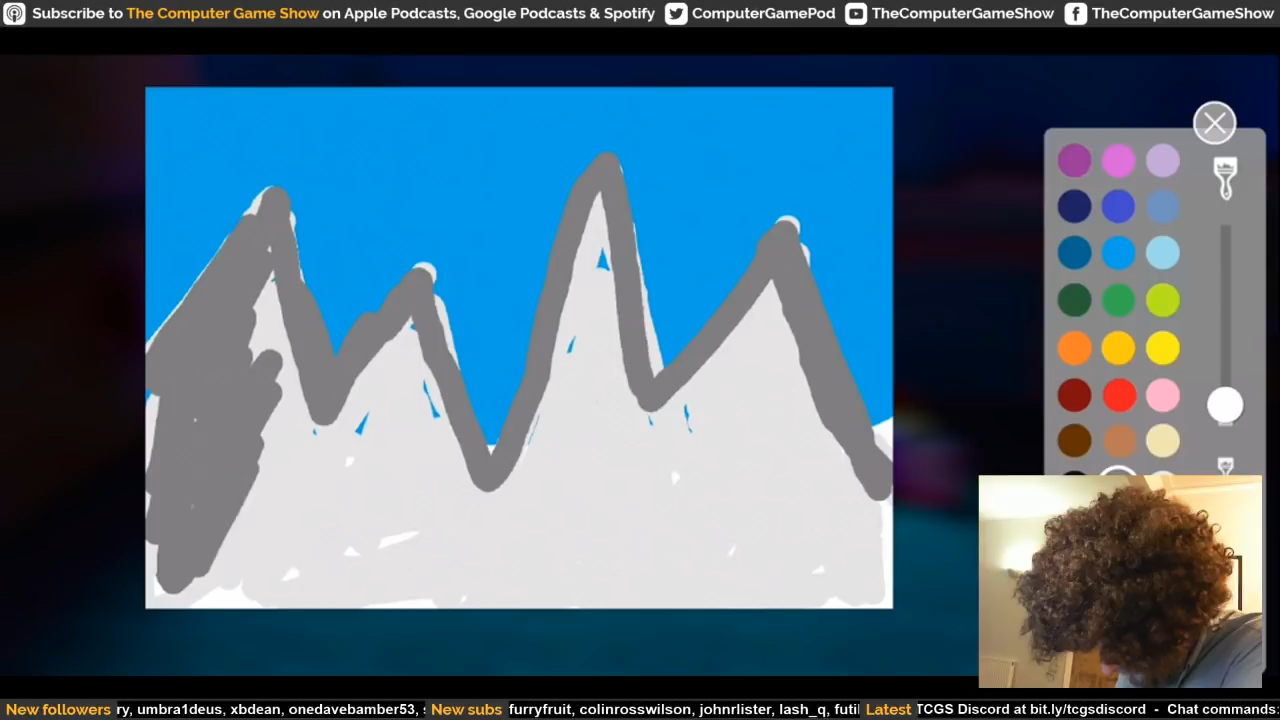 Subscribe to The Computer Game Show on Apple Podcasts, Google Podcasts & Spotify ComputerGamePod TheComputerGameShow TheComputerGameShow
New followers ry, umbra1deus, xbdean, onedavebamber53, New subs furryfruit, colinrosswilson, johnrlister, lash_q, futil Latest TCGS Discord at bit.ly/tcgsdiscord - Chat commands: